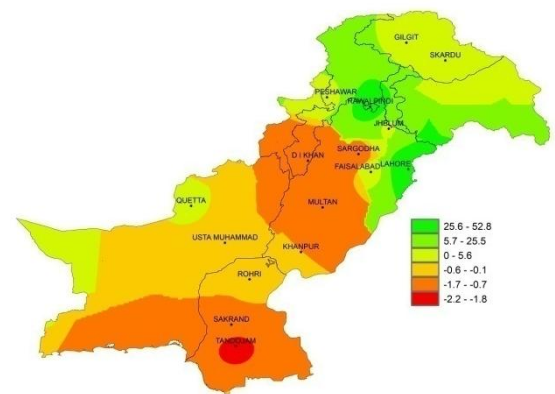 GILGIT
SKARDU
PESHAWAR
RAWALPINDI
JHELUM
SARGODHA
D I KHAN
FAISALABAD
LAHORE
QUETTA
MULTAN
USTA MUHAMMAD
KHANPUR
ROHRI
SAKRAND
TANDOJAM
25.6 - 52.8
5.7 - 25.5
0 - 5.6
-0.6 - -0.1
-1.7 - -0.7
-2.2 - -1.8